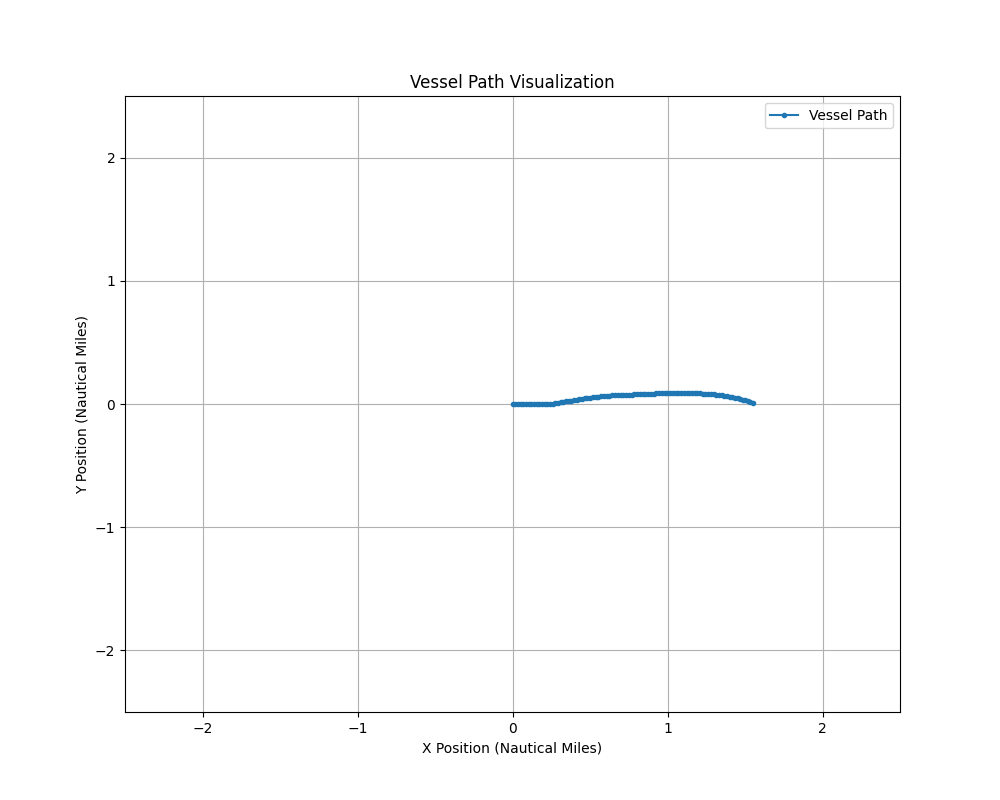 Vessel Path Visualization
Vessel Path
2
1
0
−1
−2
Y Position (Nautical Miles)
−2
−1
0
1
2
X Position (Nautical Miles)